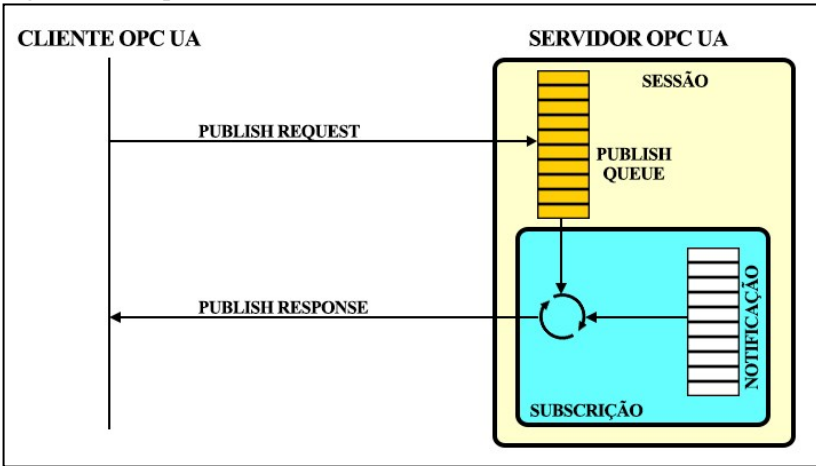 CLIENTE OPC UA
SERVIDOR OPC UA
SESSÃO
PUBLISH REQUEST
PUBLISH
QUEUE
PUBLISH RESPONSE
NOTIFICAÇÃO
SUBSCRIÇÃO